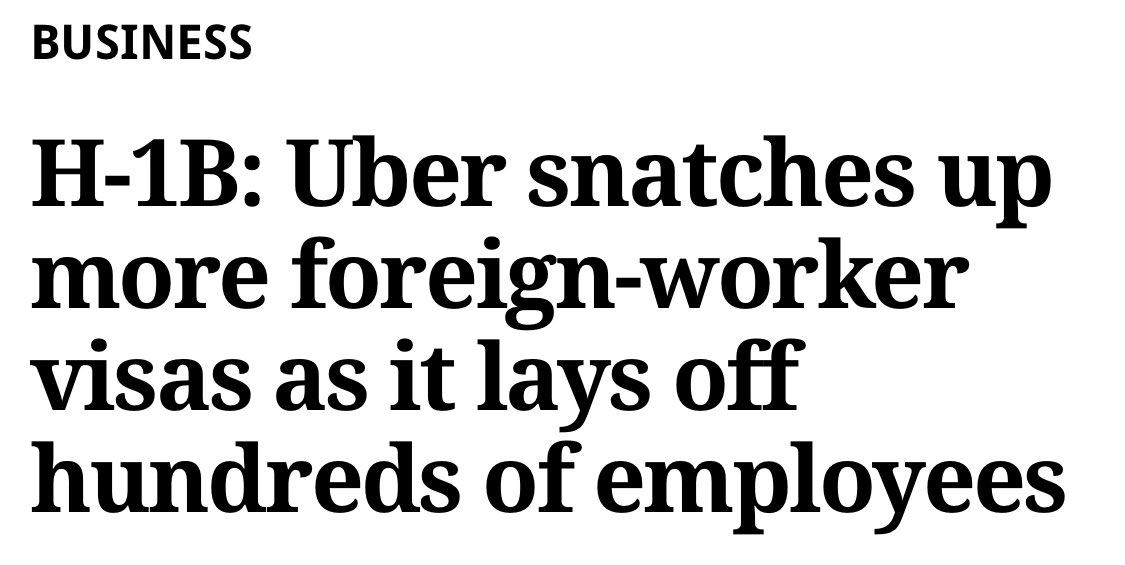 BUSINESS
H-1B: Uber snatches up
more foreign-worker
visas as it lays off
hundreds of employees